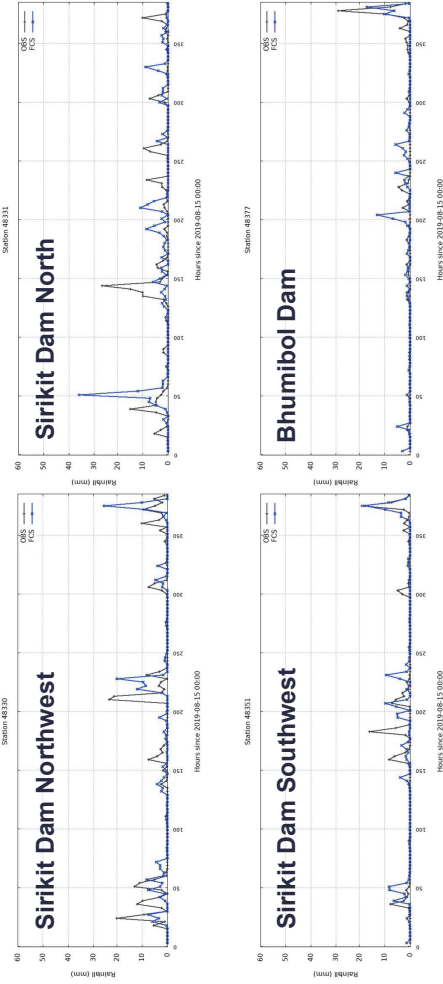 Station 48330
OBS
FCS
Sirikit Dam Northwest
Rainfall (mm)
60
50
40
30
20
10
0
0
50
100
150
200
250
300
350
Hours since 2019-08-15 00:00
Station 48331
OBS
FCS
Sirikit Dam North
Rainfall (mm)
60
50
40
30
20
10
0
0
50
100
150
200
250
300
350
Hours since 2019-08-15 00:00
Station 48351
OBS
FCS
Sirikit Dam Southwest
Rainfall (mm)
60
50
40
30
20
10
0
0
50
100
150
200
250
300
350
Hours since 2019-08-15 00:00
Station 48377
OBS
FCS
Bhumibol Dam
Rainfall (mm)
60
50
40
30
20
10
0
0
50
100
150
200
250
300
350
Hours since 2019-08-15 00:00